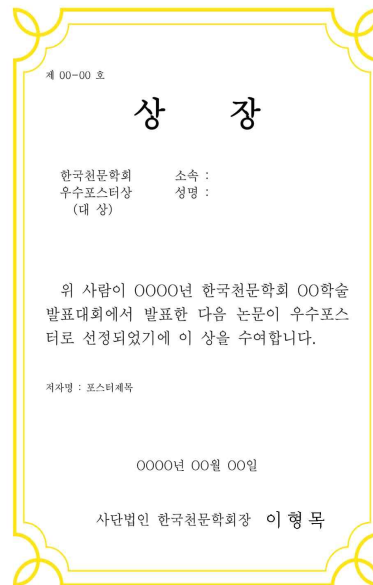 제 00-00 호
상 장
한국천문학회 소속 :
우수포스터상 성명 :
(대 상)
위 사람이 0000년 한국천문학회 00학술
발표대회에서 발표한 다음 논문이 우수포스
터로 선정되었기에 이 상을 수여합니다.
저자명 : 포스터제목
0000년 00월 00일
사단법인 한국천문학회장 이 형 목